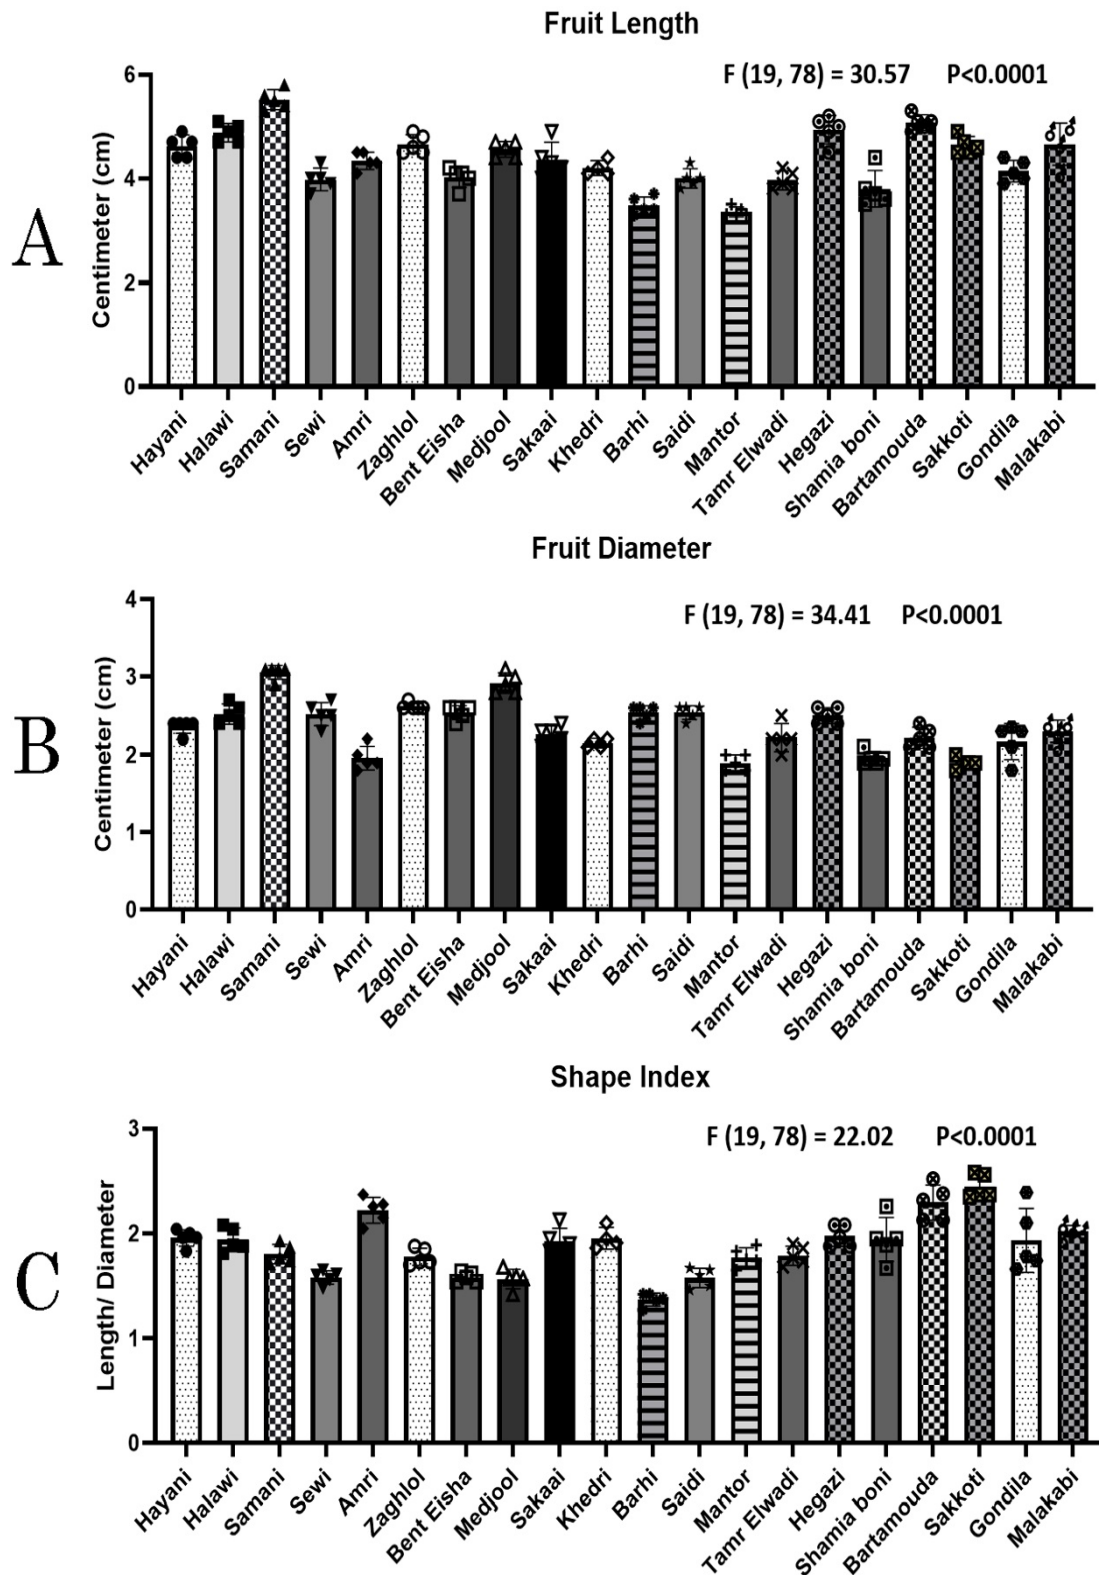 Fruit Length
F (19, 78) = 30.57 P<0.0001
A
Centimeter (cm)
6
4
2
0
Hayani
Halawi
Samani
Sewi
Amri
Zaghlol
Bent Eisha
Medjool
Sakaai
Khedri
Barhi
Saidi
Mantor
Tamr Elwadi
Hegazi
Shamia boni
Bartamouda
Sakkoti
Gondila
Malakabi
Fruit Diameter
F (19, 78) = 34.41 P<0.0001
B
Centimeter (cm)
4
3
2
1
0
Hayani
Halawi
Samani
Sewi
Amri
Zaghlol
Bent Eisha
Medjool
Sakaai
Khedri
Barhi
Saidi
Mantor
Tamr Elwadi
Hegazi
Shamia boni
Bartamouda
Sakkoti
Gondila
Malakabi
Shape Index
F (19, 78) = 22.02 P<0.0001
C
Length/ Diameter
3
2
1
0
Hayani
Halawi
Samani
Sewi
Amri
Zaghlol
Bent Eisha
Medjool
Sakaai
Khedri
Barhi
Saidi
Mantor
Tamr Elwadi
Hegazi
Shamia boni
Bartamouda
Sakkoti
Gondila
Malakabi